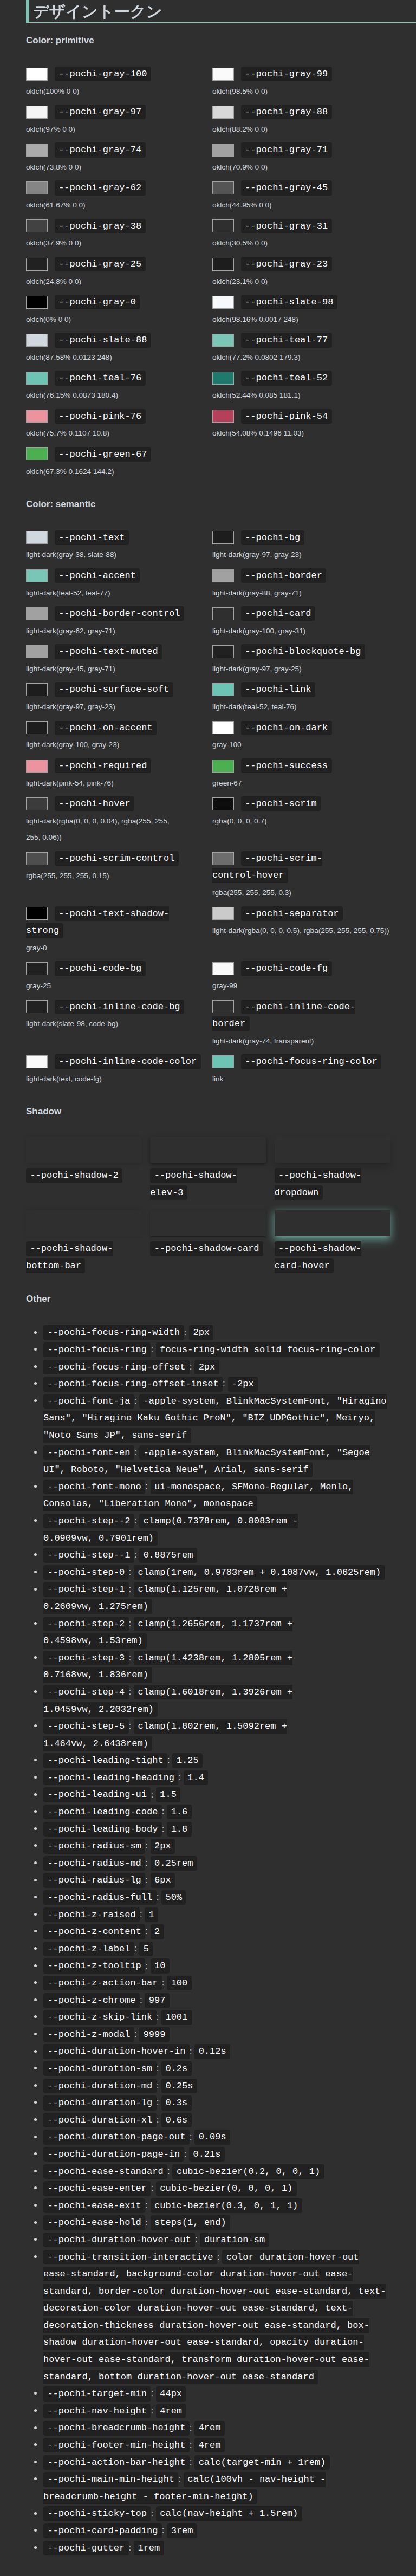 デザイントークン
Color: primitive
--pochi-gray-100
oklch(100% 0 0)
--pochi-gray-99
oklch(98.5% 0 0)
--pochi-gray-97
oklch(97% 0 0)
--pochi-gray-88
oklch(88.2% 0 0)
--pochi-gray-74
oklch(73.8% 0 0)
--pochi-gray-71
oklch(70.9% 0 0)
--pochi-gray-62
oklch(61.67% 0 0)
--pochi-gray-45
oklch(44.95% 0 0)
--pochi-gray-38
oklch(37.9% 0 0)
--pochi-gray-31
oklch(30.5% 0 0)
--pochi-gray-25
oklch(24.8% 0 0)
--pochi-gray-23
oklch(23.1% 0 0)
--pochi-gray-0
oklch(0% 0 0)
--pochi-slate-98
oklch(98.16% 0.0017 248)
--pochi-slate-88
oklch(87.58% 0.0123 248)
--pochi-teal-77
oklch(77.2% 0.0802 179.3)
--pochi-teal-76
oklch(76.15% 0.0873 180.4)
--pochi-teal-52
oklch(52.44% 0.085 181.1)
--pochi-pink-76
oklch(75.7% 0.1107 10.8)
--pochi-pink-54
oklch(54.08% 0.1496 11.03)
--pochi-green-67
oklch(67.3% 0.1624 144.2)
Color: semantic
--pochi-text
light-dark(gray-38, slate-88)
--pochi-bg
light-dark(gray-97, gray-23)
--pochi-accent
light-dark(teal-52, teal-77)
--pochi-border
light-dark(gray-88, gray-71)
--pochi-border-control
light-dark(gray-62, gray-71)
--pochi-card
light-dark(gray-100, gray-31)
--pochi-text-muted
light-dark(gray-45, gray-71)
--pochi-blockquote-bg
light-dark(gray-97, gray-25)
--pochi-surface-soft
light-dark(gray-97, gray-23)
--pochi-link
light-dark(teal-52, teal-76)
--pochi-on-accent
light-dark(gray-100, gray-23)
--pochi-on-dark
gray-100
--pochi-required
light-dark(pink-54, pink-76)
--pochi-success
green-67
--pochi-hover
light-dark(rgba(0, 0, 0, 0.04), rgba(255, 255,
255, 0.06))
--pochi-scrim
rgba(0, 0, 0, 0.7)
--pochi-scrim-control
rgba(255, 255, 255, 0.15)
--pochi-scrim-
control-hover
rgba(255, 255, 255, 0.3)
--pochi-text-shadow-
strong
gray-0
--pochi-separator
light-dark(rgba(0, 0, 0, 0.5), rgba(255, 255, 255, 0.75))
--pochi-code-bg
gray-25
--pochi-code-fg
gray-99
--pochi-inline-code-bg
light-dark(slate-98, code-bg)
--pochi-inline-code-
border
light-dark(gray-74, transparent)
--pochi-inline-code-color
light-dark(text, code-fg)
--pochi-focus-ring-color
link
Shadow
--pochi-shadow-2
--pochi-shadow-
elev-3
--pochi-shadow-
dropdown
--pochi-shadow-
bottom-bar
--pochi-shadow-card
--pochi-shadow-
card-hover
Other
• --pochi-focus-ring-width: 2px
• --pochi-focus-ring: focus-ring-width solid focus-ring-color
• --pochi-focus-ring-offset: 2px
• --pochi-focus-ring-offset-inset: -2px
• --pochi-font-ja: -apple-system, BlinkMacSystemFont, "Hiragino
Sans", "Hiragino Kaku Gothic ProN", "BIZ UDPGothic", Meiryo,
"Noto Sans JP", sans-serif
• --pochi-font-en: -apple-system, BlinkMacSystemFont, "Segoe
UI", Roboto, "Helvetica Neue", Arial, sans-serif
• --pochi-font-mono: ui-monospace, SFMono-Regular, Menlo,
Consolas, "Liberation Mono", monospace
• --pochi-step--2: clamp(0.7378rem, 0.8083rem -
0.0909vw, 0.7901rem)
• --pochi-step--1: 0.8875rem
• --pochi-step-0: clamp(1rem, 0.9783rem + 0.1087vw, 1.0625rem)
• --pochi-step-1: clamp(1.125rem, 1.0728rem +
0.2609vw, 1.275rem)
• --pochi-step-2: clamp(1.2656rem, 1.1737rem +
0.4598vw, 1.53rem)
• --pochi-step-3: clamp(1.4238rem, 1.2805rem +
0.7168vw, 1.836rem)
• --pochi-step-4: clamp(1.6018rem, 1.3926rem +
1.0459vw, 2.2032rem)
• --pochi-step-5: clamp(1.802rem, 1.5092rem +
1.464vw, 2.6438rem)
• --pochi-leading-tight: 1.25
• --pochi-leading-heading: 1.4
• --pochi-leading-ui: 1.5
• --pochi-leading-code: 1.6
• --pochi-leading-body: 1.8
• --pochi-radius-sm: 2px
• --pochi-radius-md: 0.25rem
• --pochi-radius-lg: 6px
• --pochi-radius-full: 50%
• --pochi-z-raised: 1
• --pochi-z-content: 2
• --pochi-z-label: 5
• --pochi-z-tooltip: 10
• --pochi-z-action-bar: 100
• --pochi-z-chrome: 997
• --pochi-z-skip-link: 1001
• --pochi-z-modal: 9999
• --pochi-duration-hover-in: 0.12s
• --pochi-duration-sm: 0.2s
• --pochi-duration-md: 0.25s
• --pochi-duration-lg: 0.3s
• --pochi-duration-xl: 0.6s
• --pochi-duration-page-out: 0.09s
• --pochi-duration-page-in: 0.21s
• --pochi-ease-standard: cubic-bezier(0.2, 0, 0, 1)
• --pochi-ease-enter: cubic-bezier(0, 0, 0, 1)
• --pochi-ease-exit: cubic-bezier(0.3, 0, 1, 1)
• --pochi-ease-hold: steps(1, end)
• --pochi-duration-hover-out: duration-sm
• --pochi-transition-interactive: color duration-hover-out
ease-standard, background-color duration-hover-out ease-
standard, border-color duration-hover-out ease-standard, text-
decoration-color duration-hover-out ease-standard, text-
decoration-thickness duration-hover-out ease-standard, box-
shadow duration-hover-out ease-standard, opacity duration-
hover-out ease-standard, transform duration-hover-out ease-
standard, bottom duration-hover-out ease-standard
• --pochi-target-min: 44px
• --pochi-nav-height: 4rem
• --pochi-breadcrumb-height: 4rem
• --pochi-footer-min-height: 4rem
• --pochi-action-bar-height: calc(target-min + 1rem)
• --pochi-main-min-height: calc(100vh - nav-height -
breadcrumb-height - footer-min-height)
• --pochi-sticky-top: calc(nav-height + 1.5rem)
• --pochi-card-padding: 3rem
• --pochi-gutter: 1rem